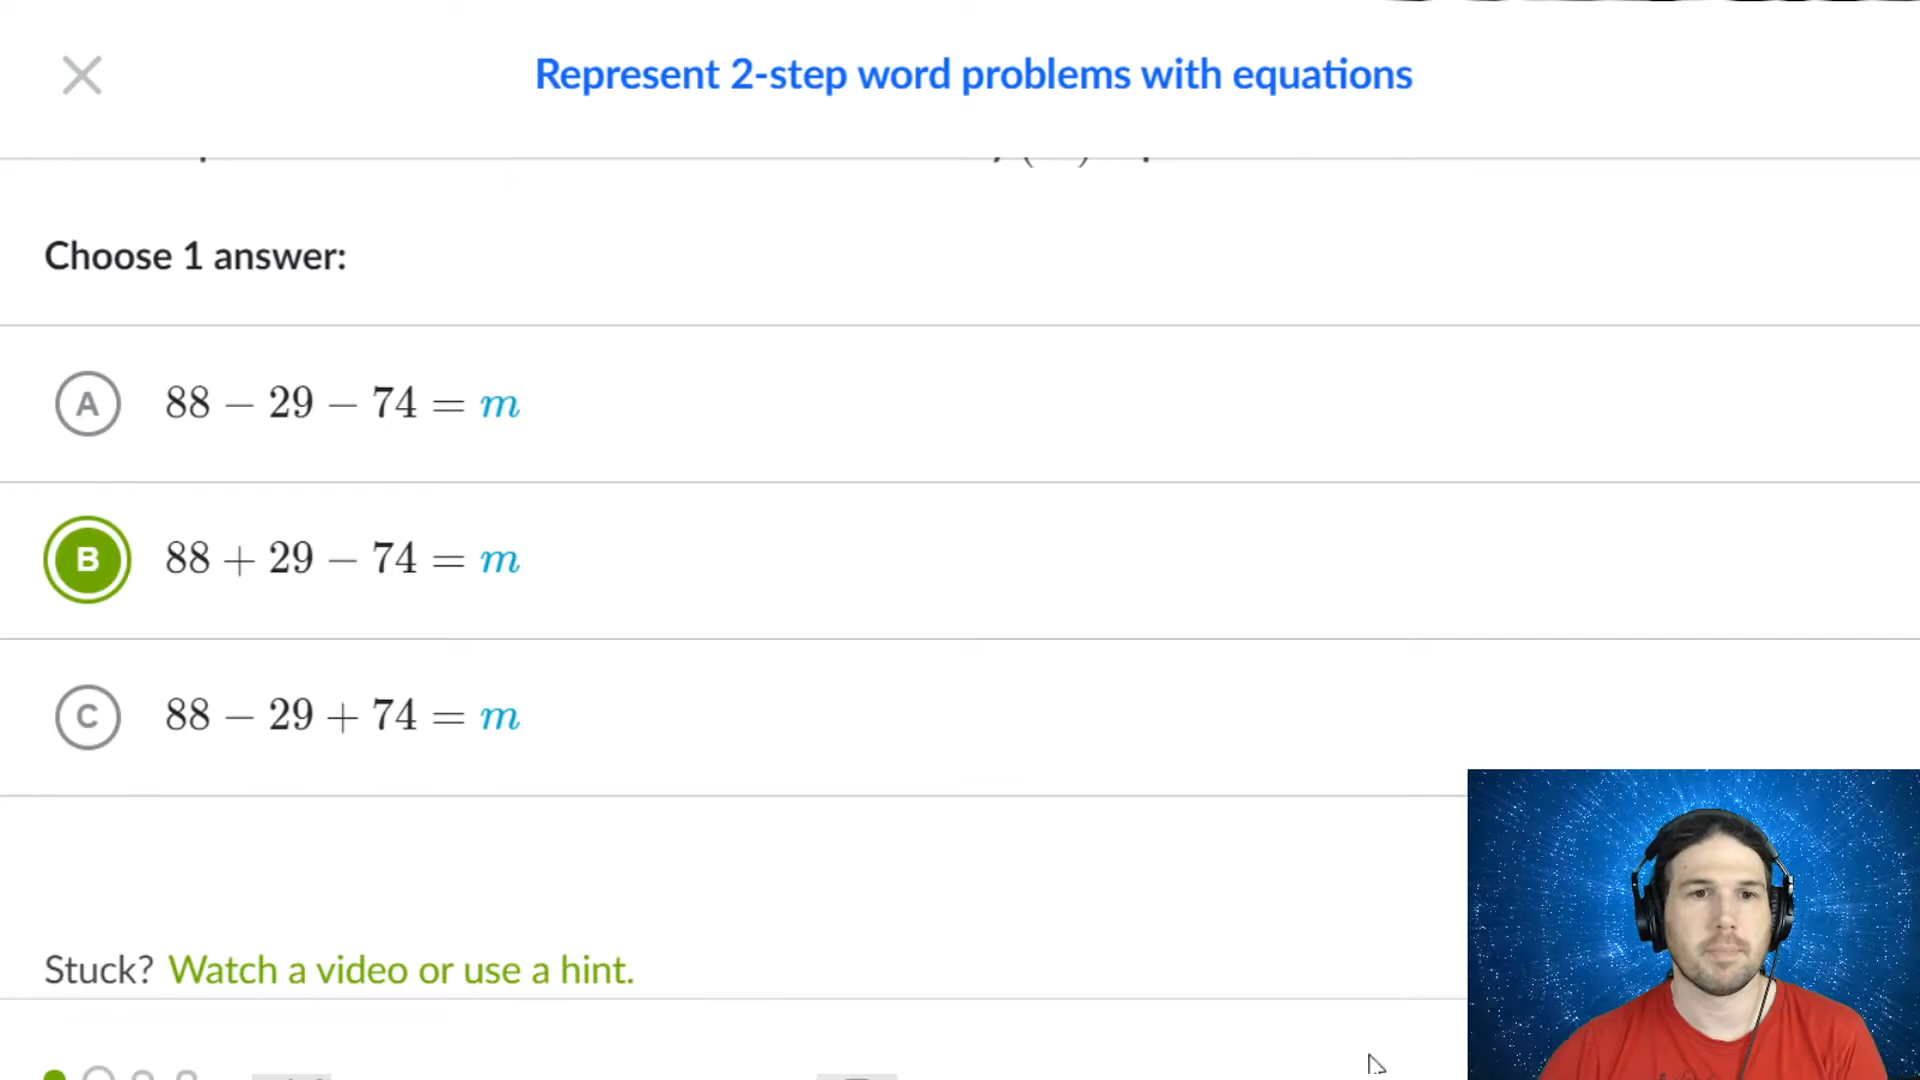 Represent 2-step word problems with equations
Choose 1 answer:
A 88 − 29 − 74 = m
B 88 + 29 − 74 = m
C 88 − 29 + 74 = m
Stuck? Watch a video or use a hint.